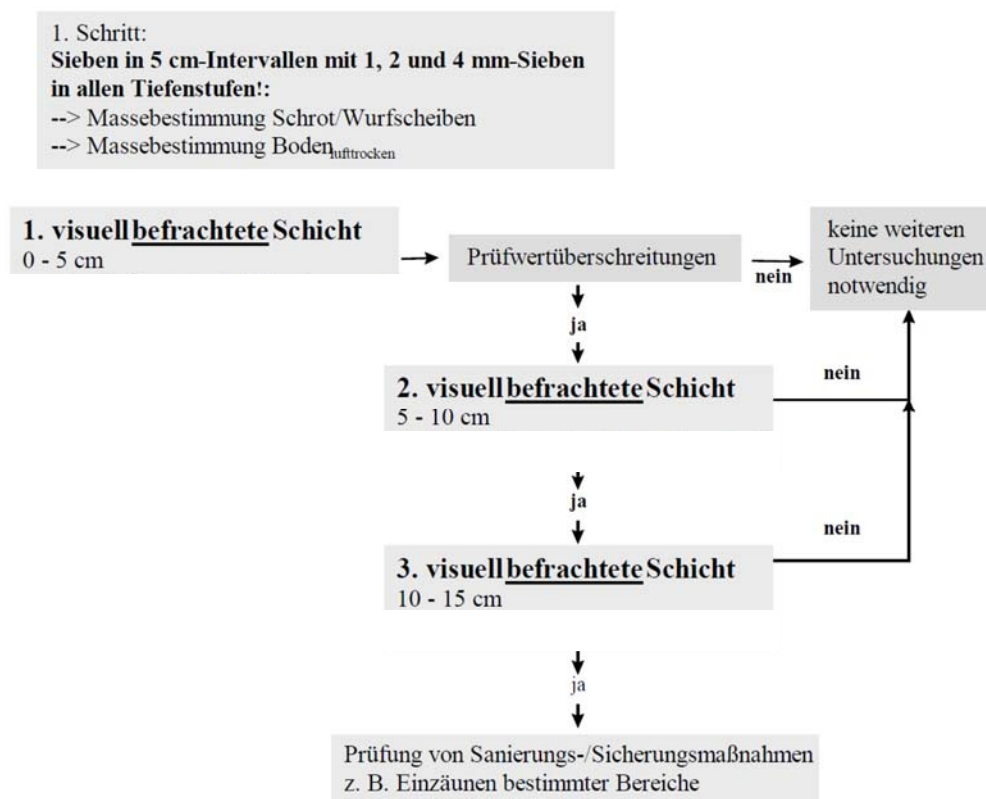 1. Schritt:
Sieben in 5 cm-Intervallen mit 1, 2 und 4 mm-Sieben
in allen Tiefenstufen!:
--> Massebestimmung Schrot/Wurfscheiben
--> Massebestimmung Boden lufttrocken
1. visuell befrachtete Schicht
0 - 5 cm
Prüfwertüberschreitungen
nein
keine weiteren
Untersuchungen
notwendig
ja
2. visuell befrachtete Schicht
5 - 10 cm
nein
ja
3. visuell befrachtete Schicht
10 - 15 cm
nein
ja
Prüfung von Sanierungs-/Sicherungsmaßnahmen
z. B. Einzäunen bestimmter Bereiche